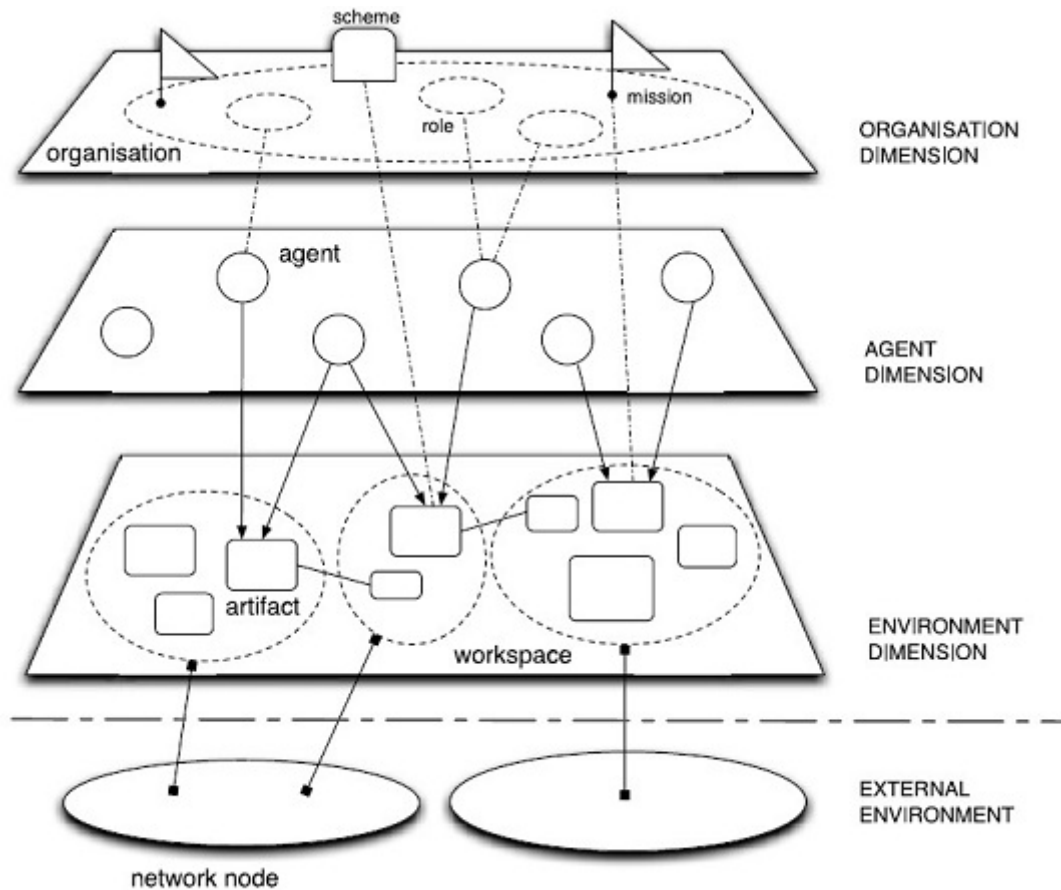 scheme
mission
role
organisation
ORGANISATION
DIMENSION
agent
AGENT
DIMENSION
artifact
workspace
ENVIRONMENT
DIMENSION
EXTERNAL
ENVIRONMENT
network node